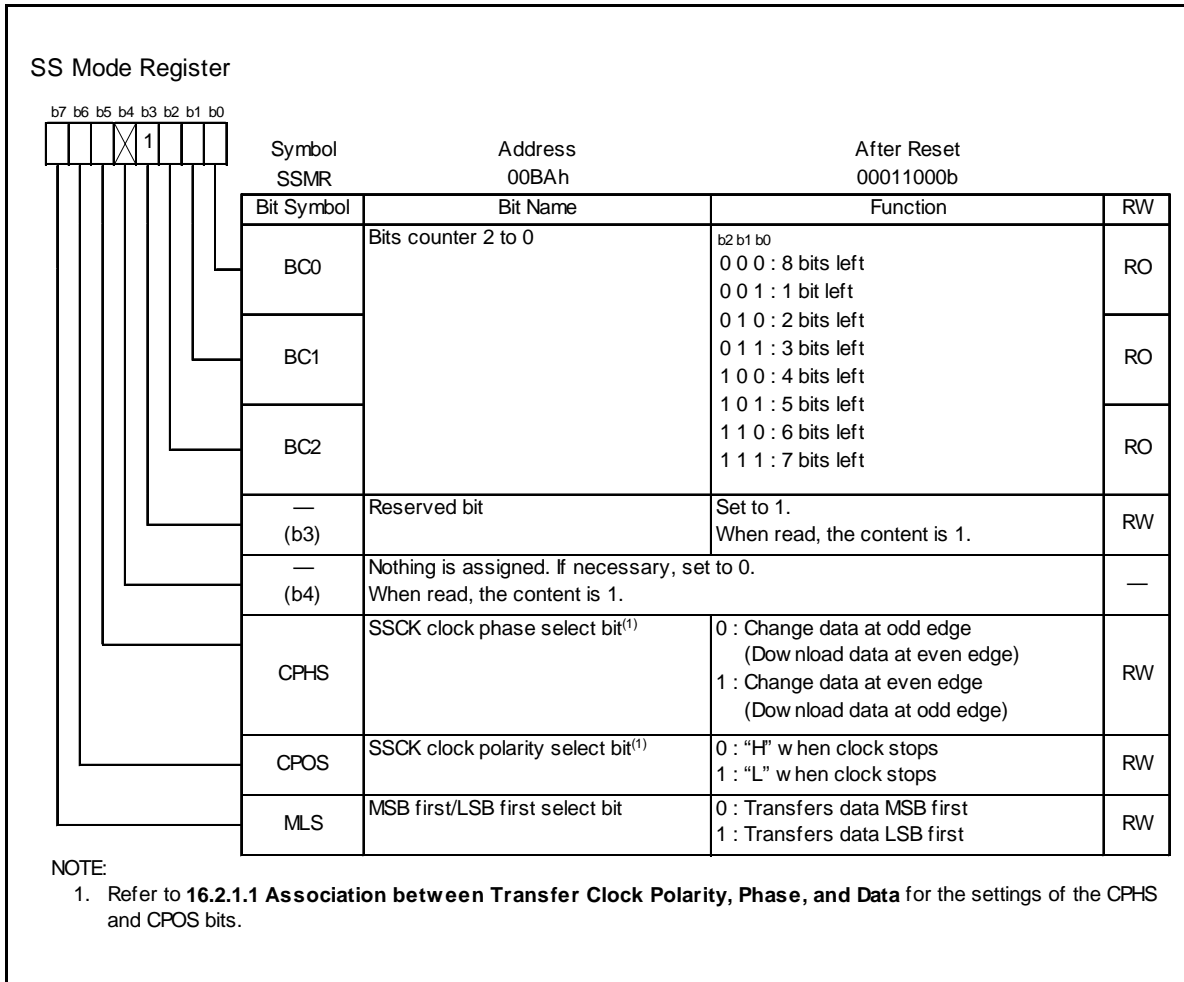 SS Mode Register
b7 b6 b5 b4 b3 b2 b1 b0
1
Symbol Address After Reset
SSMR 00BAh 00011000b
Bit Symbol Bit Name Function RW
BC0 Bits counter 2 to 0 b2 b1 b0 RO
0 0 0 : 8 bits left
0 0 1 : 1 bit left
0 1 0 : 2 bits left
BC1 0 1 1 : 3 bits left RO
1 0 0 : 4 bits left
1 0 1 : 5 bits left
BC2 1 1 0 : 6 bits left RO
1 1 1 : 7 bits left
— Reserved bit Set to 1. RW
(b3) When read, the content is 1.
— Nothing is assigned. If necessary, set to 0. —
(b4) When read, the content is 1.
CPHS SSCK clock phase select bit(1) 0 : Change data at odd edge RW
(Download data at even edge)
1 : Change data at even edge
(Download data at odd edge)
CPOS SSCK clock polarity select bit(1) 0 : “H” when clock stops RW
1 : “L” when clock stops
MLS MSB first/LSB first select bit 0 : Transfers data MSB first RW
1 : Transfers data LSB first
NOTE:
1. Refer to 16.2.1.1 Association between Transfer Clock Polarity, Phase, and Data for the settings of the CPHS
and CPOS bits.